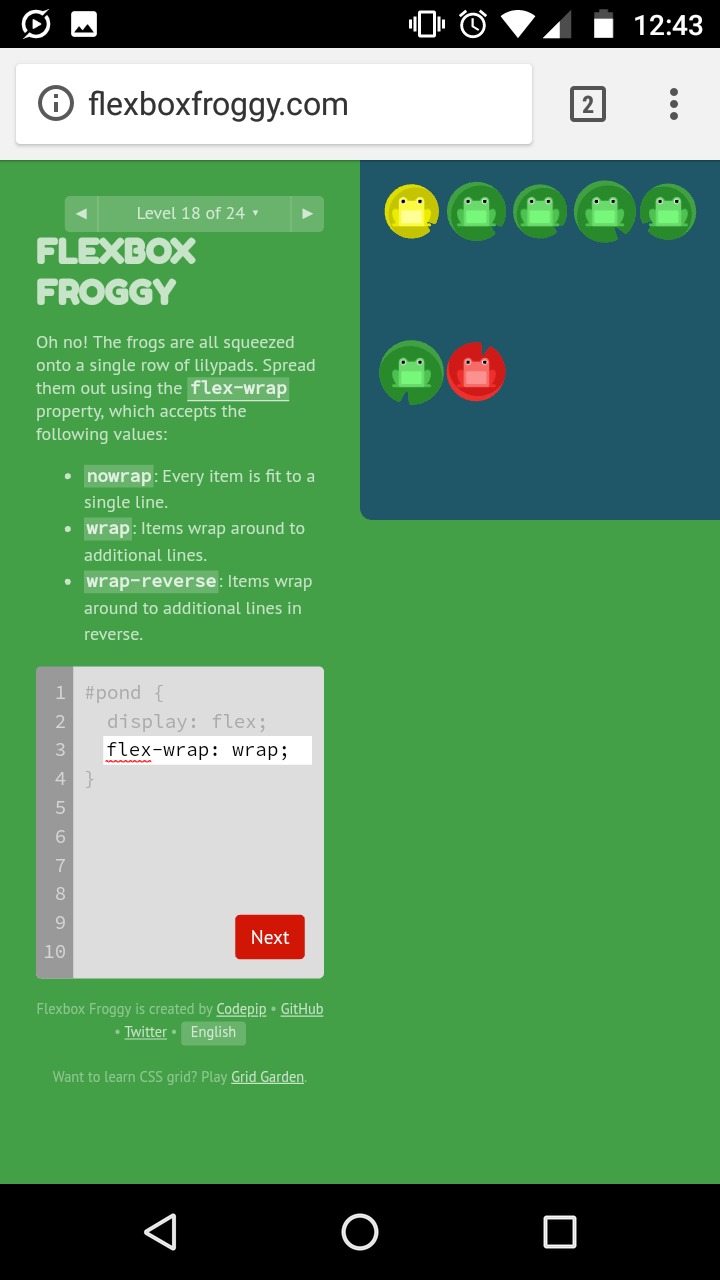 12:43
flexboxfroggy.com
2
◀ Level 18 of 24 ▾ ▶
FLEXBOX
FROGGY
Oh no! The frogs are all squeezed
onto a single row of lilypads. Spread
them out using the flex-wrap
property, which accepts the
following values:
• nowrap: Every item is fit to a
single line.
• wrap: Items wrap around to
additional lines.
• wrap-reverse: Items wrap
around to additional lines in
reverse.
1 #pond {
2 display: flex;
3 flex-wrap: wrap;
4 }
5
6
7
8
9
Next
10
Flexbox Froggy is created by Codepip • GitHub
• Twitter • English
Want to learn CSS grid? Play Grid Garden.